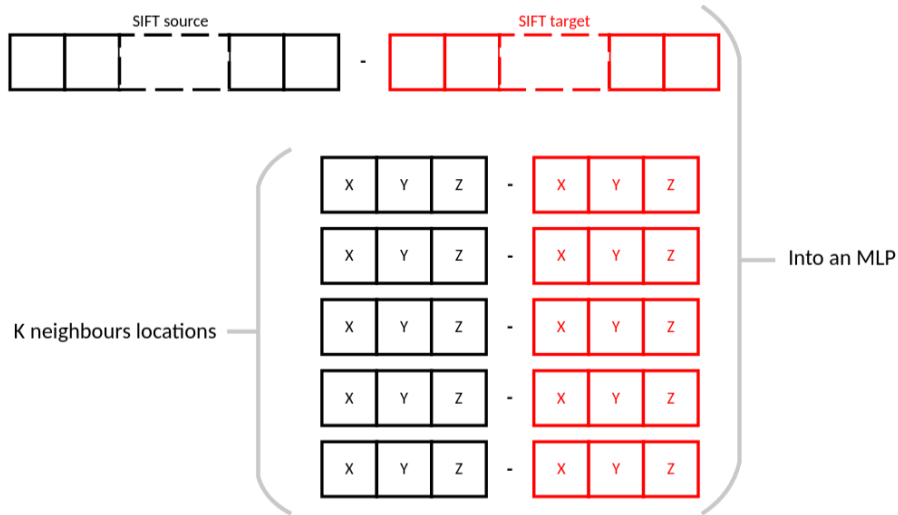 SIFT source
SIFT target
-
X Y Z - X Y Z
X Y Z - X Y Z
Into an MLP
X Y Z - X Y Z
K neighbours locations
X Y Z - X Y Z
X Y Z - X Y Z